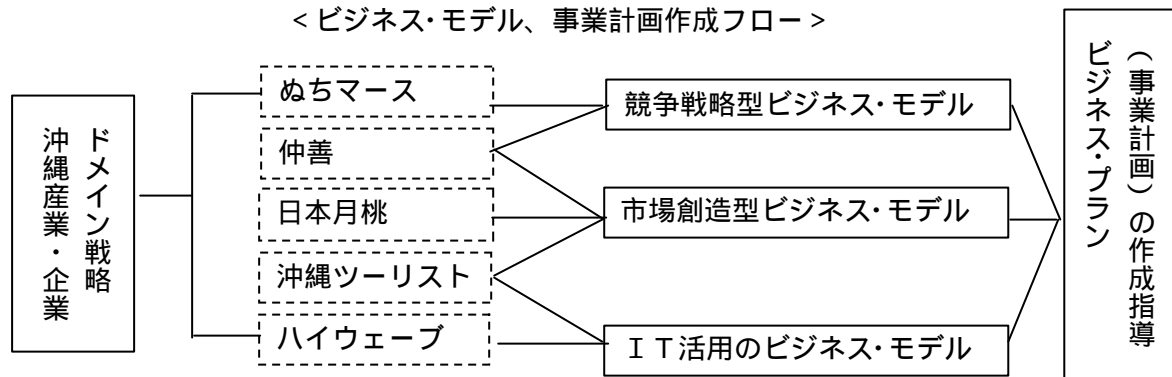 <ビジネス･モデル、事業計画作成フロー>
沖縄産業・企業
ドメイン戦略
ぬちマース
仲善
日本月桃
沖縄ツーリスト
ハイウェーブ
競争戦略型ビジネス･モデル
市場創造型ビジネス･モデル
ＩＴ活用のビジネス･モデル
ビジネス･プラン
（事業計画）の作成指導